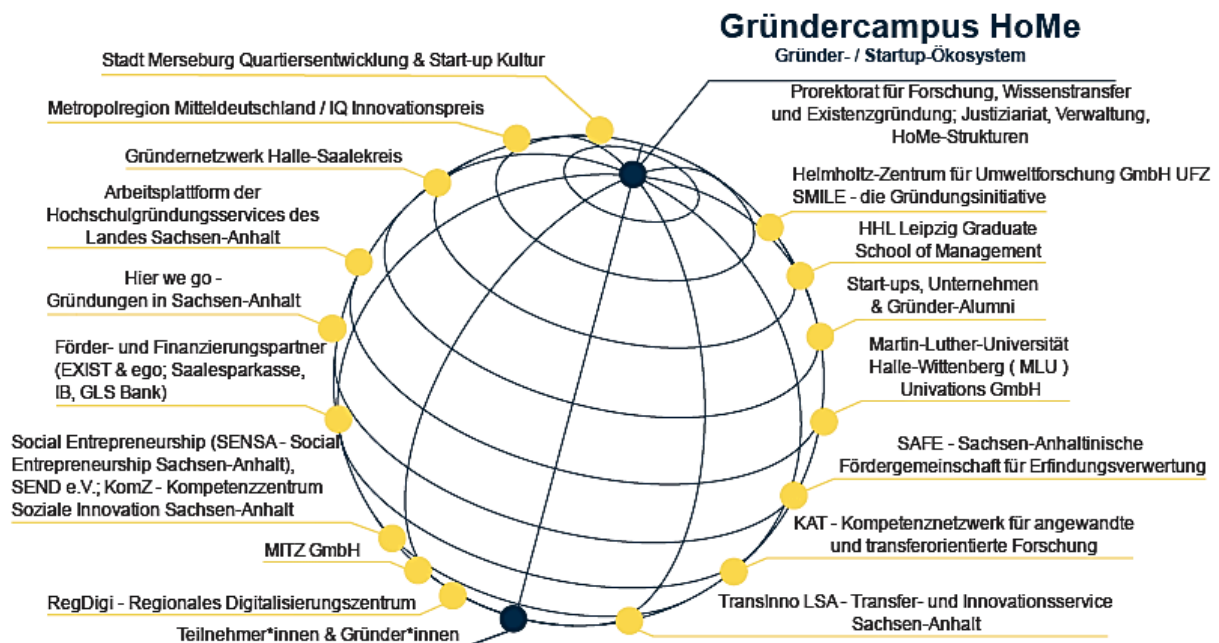 Gründercampus HoMe
Gründer- / Startup-Ökosystem
Prorektorat für Forschung, Wissenstransfer
und Existenzgründung; Justiziariat, Verwaltung,
HoMe-Strukturen
Stadt Merseburg Quartiersentwicklung & Start-up Kultur
Metropolregion Mitteldeutschland / IQ Innovationspreis
Gründernetzwerk Halle-Saalekreis
Arbeitsplattform der
Hochschulgründungsservices des
Landes Sachsen-Anhalt
Hier we go -
Gründungen in Sachsen-Anhalt
Förder- und Finanzierungspartner
(EXIST & ego; Saalesparkasse,
IB, GLS Bank)
Social Entrepreneurship (SENSA - Social
Entrepreneurship Sachsen-Anhalt),
SEND e.V.; KomZ - Kompetenzzentrum
Soziale Innovation Sachsen-Anhalt
MITZ GmbH
RegDigi - Regionales Digitalisierungszentrum
Teilnehmer*innen & Gründer*innen
Helmholtz-Zentrum für Umweltforschung GmbH UFZ
SMILE - die Gründungsinitiative
HHL Leipzig Graduate
School of Management
Start-ups, Unternehmen
& Gründer-Alumni
Martin-Luther-Universität
Halle-Wittenberg ( MLU )
Univations GmbH
SAFE - Sachsen-Anhaltinische
Fördergemeinschaft für Erfindungsverwertung
KAT - Kompetenznetzwerk für angewandte
und transferorientierte Forschung
TransInno LSA - Transfer- und Innovationsservice
Sachsen-Anhalt